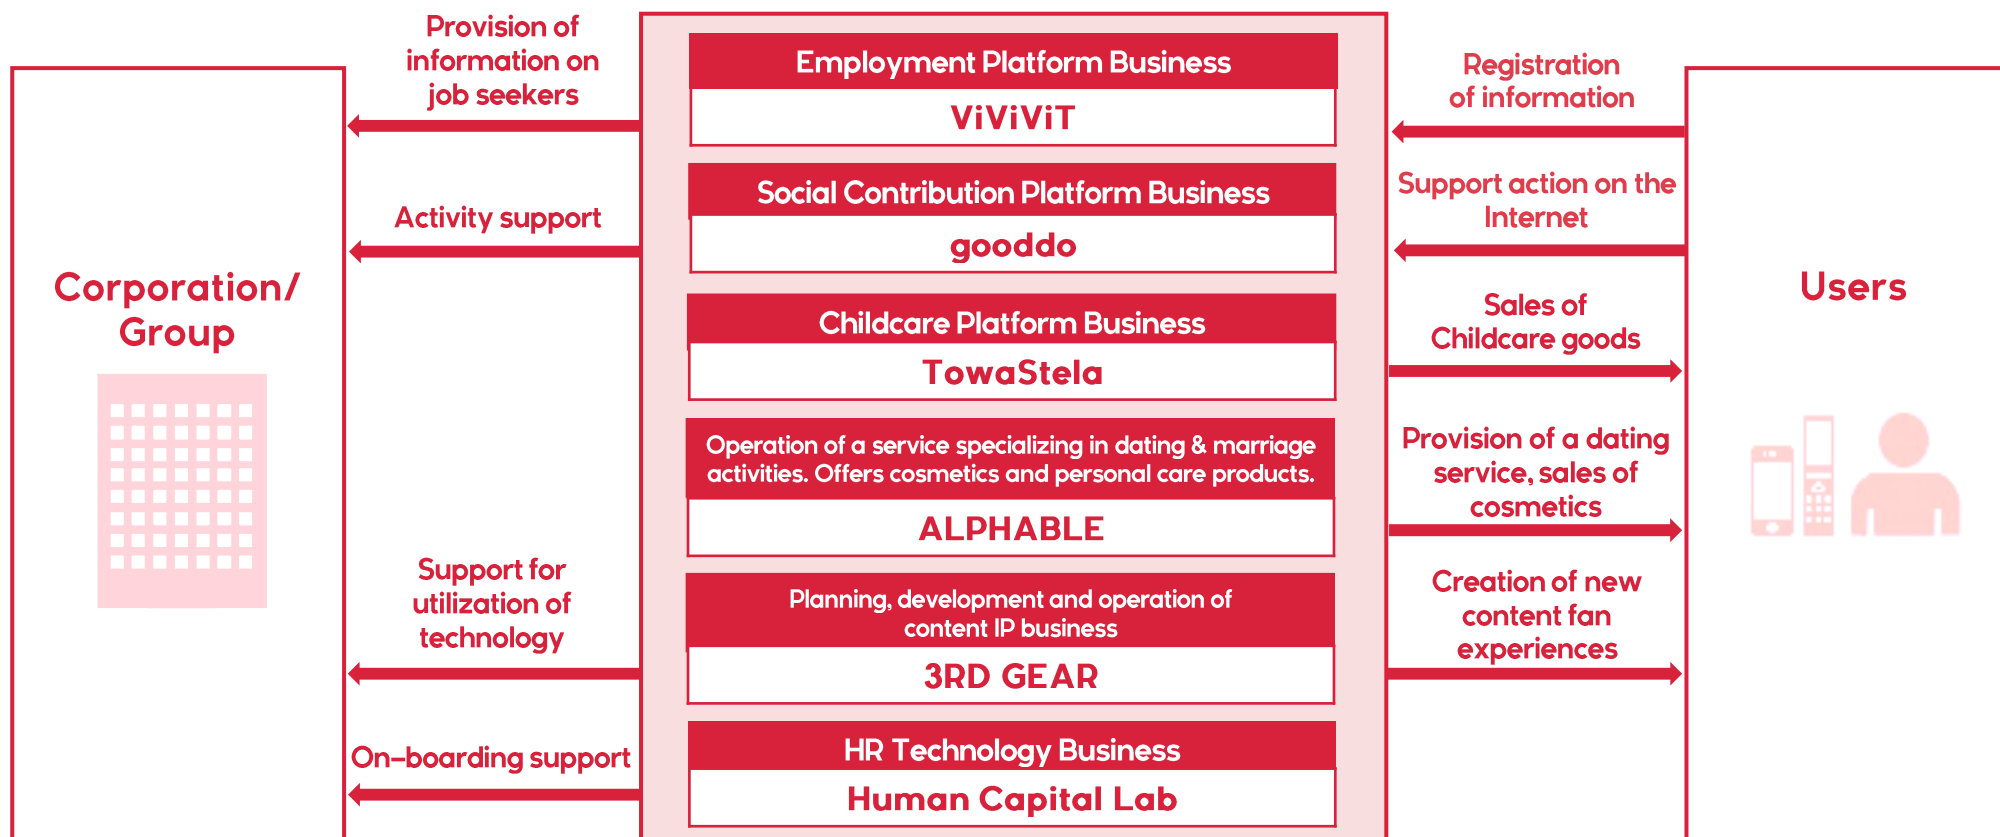 Corporation/
Group
Provision of
information on
job seekers
Activity support
Support for
utilization of
technology
On-boarding support
Employment Platform Business
ViViViT
Social Contribution Platform Business
gooddo
Childcare Platform Business
TowaStela
Operation of a service specializing in dating & marriage
activities. Offers cosmetics and personal care products.
ALPHABLE
Planning, development and operation of
content IP business
3RD GEAR
HR Technology Business
Human Capital Lab
Registration
of information
Support action on the
Internet
Sales of
Childcare goods
Provision of a dating
service, sales of
cosmetics
Creation of new
content fan
experiences
Users